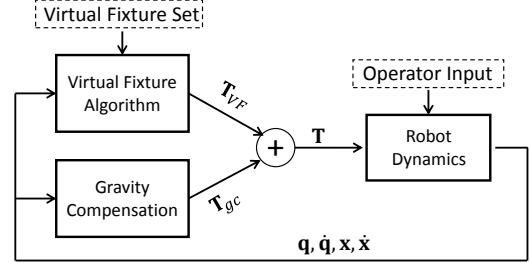 Virtual Fixture Set
Virtual Fixture
Algorithm
T_VF
Operator Input
+
T
Robot
Dynamics
Gravity
Compensation
T_gc
q, q̇, x, ẋ